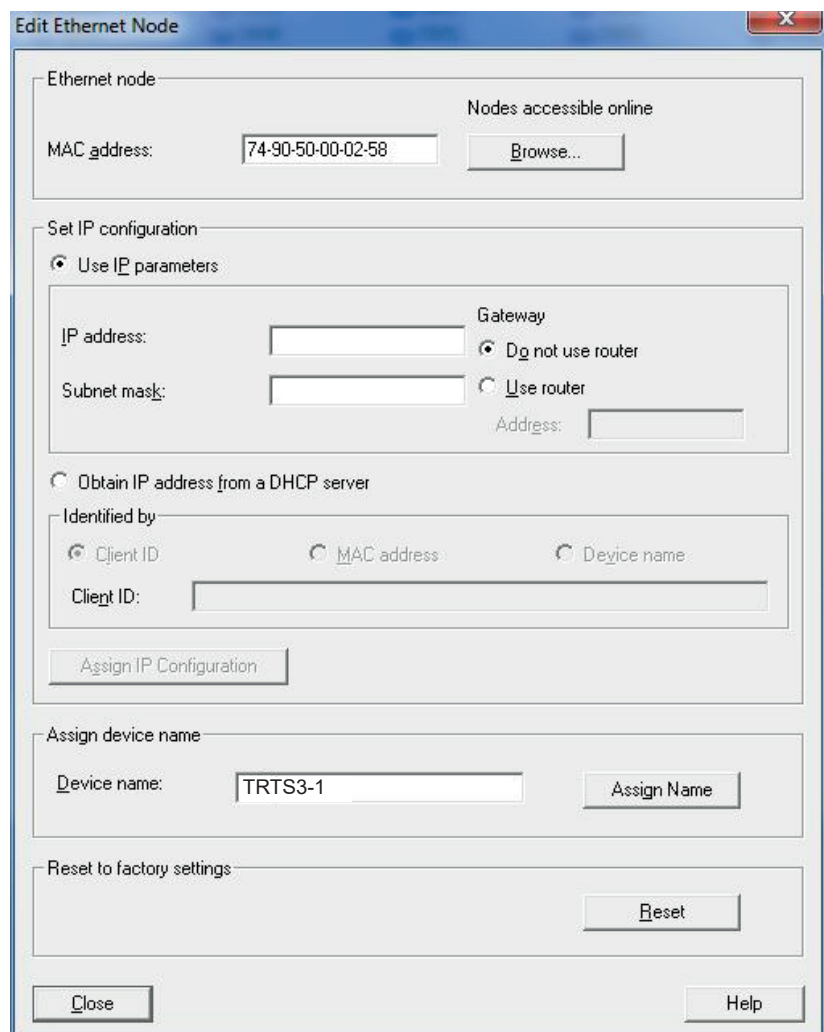 Edit Ethernet Node
X
Ethernet node
Nodes accessible online
MAC address: 74-90-50-00-02-58 Browse...
Set IP configuration
Use IP parameters
Gateway
IP address:
Do not use router
Subnet mask:
Use router
Address:
Obtain IP address from a DHCP server
Identified by
Client ID MAC address Device name
Client ID:
Assign IP Configuration
Assign device name
Device name: TRTS3-1 Assign Name
Reset to factory settings
Reset
Close Help